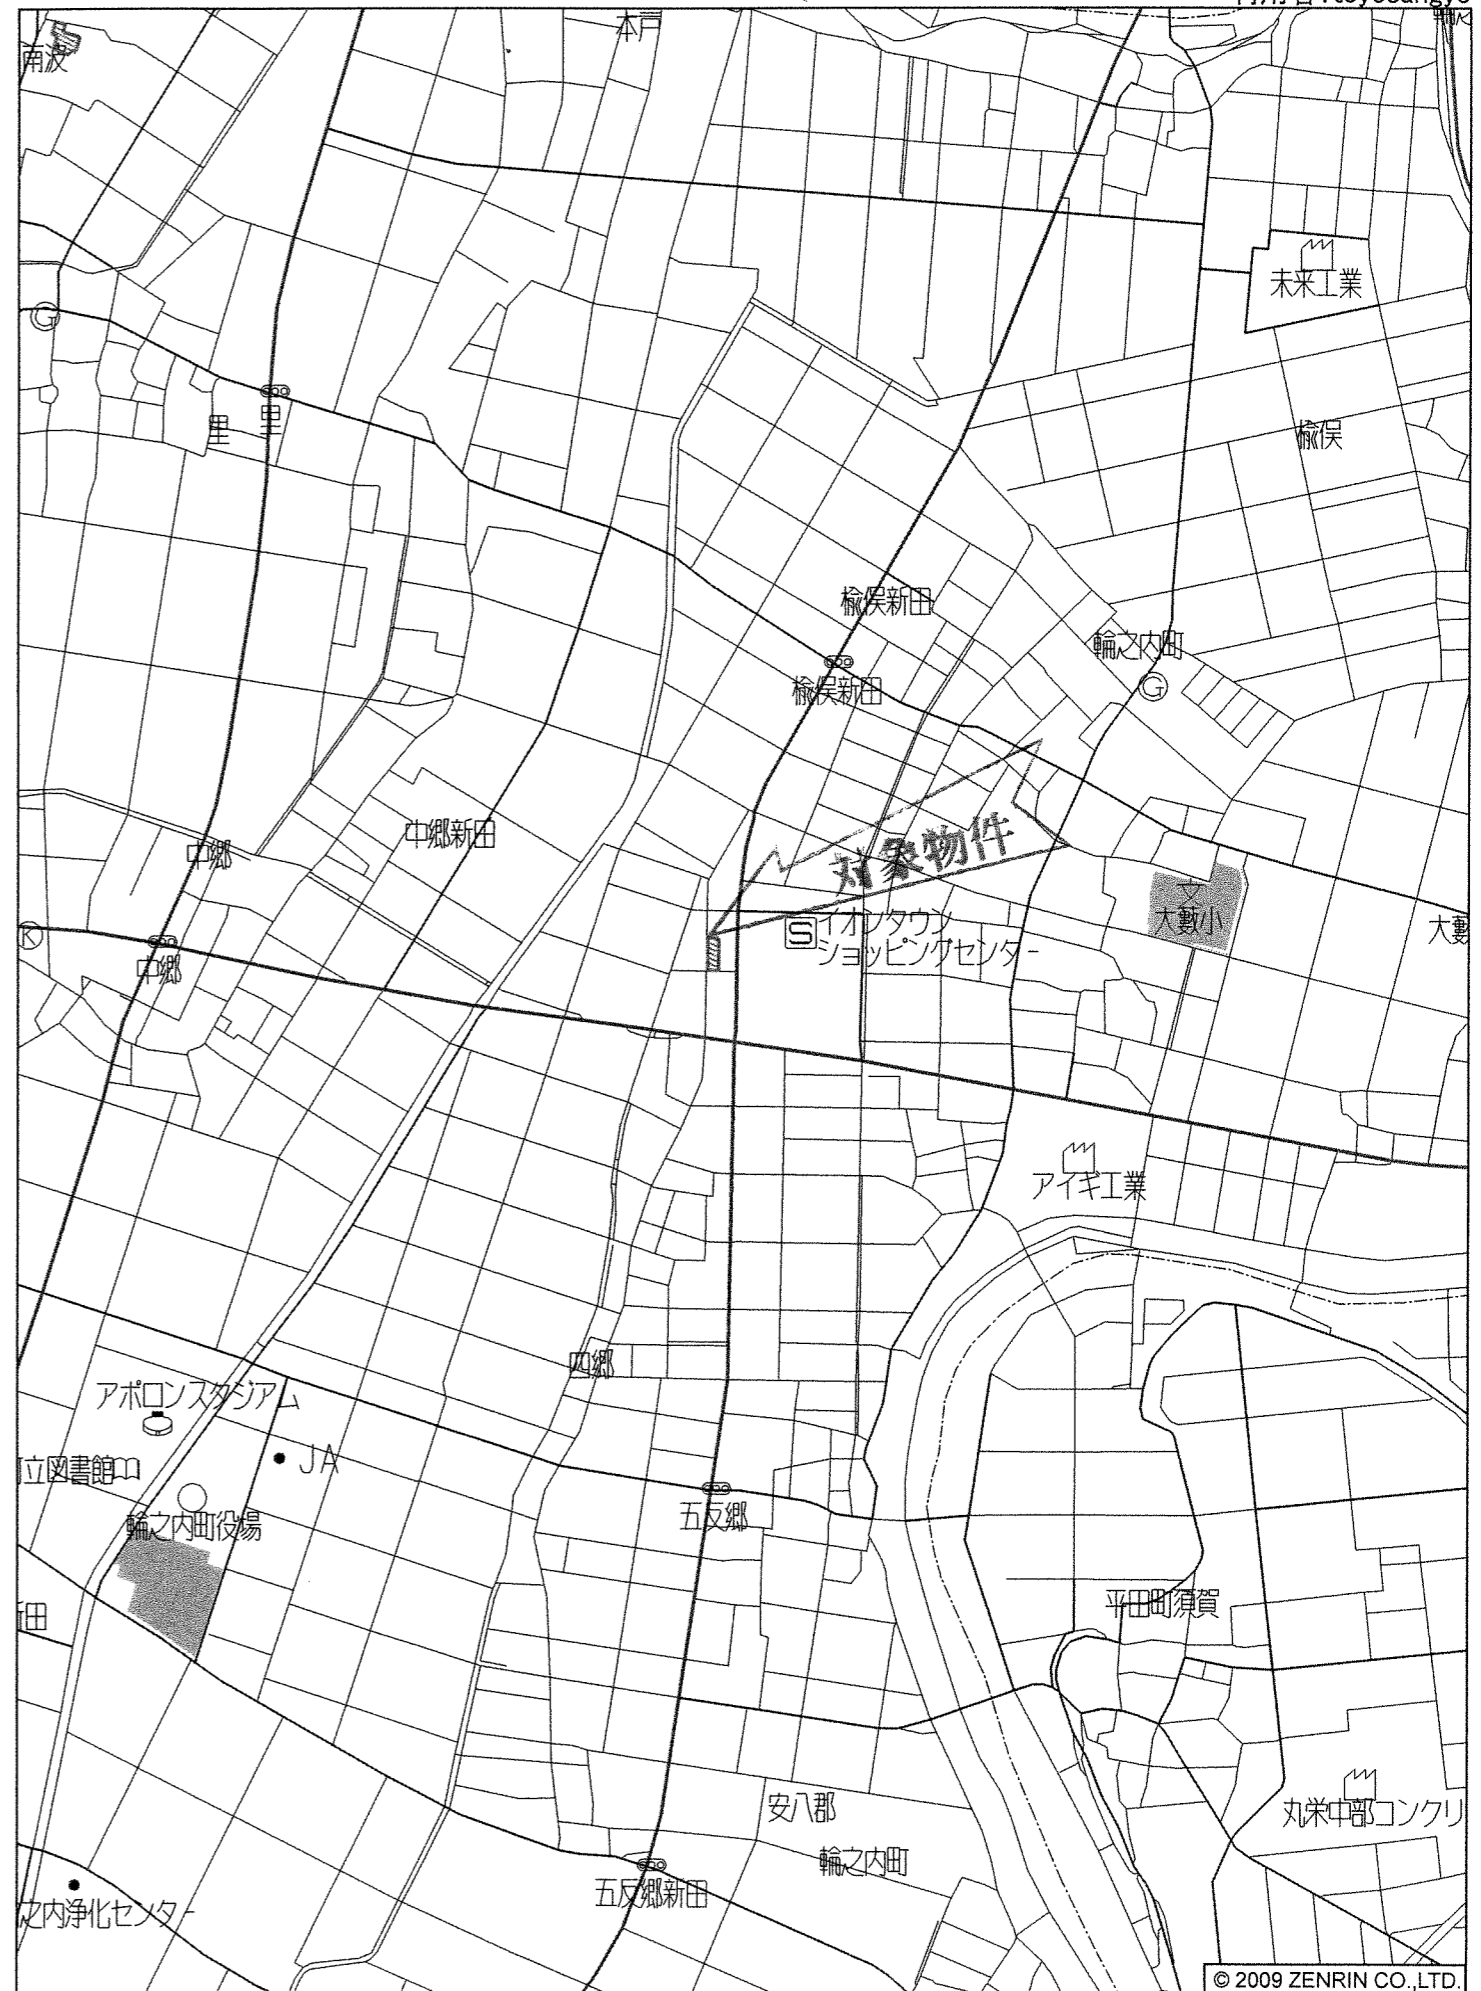 南波
本戸
未来工業
楡俣
里
里
楡俣新田
輪之内町
楡俣新田
G
G
中郷新田
中郷
対象物件
文
大藪小
S
イオンタウン
ショッピングセンター
K
中郷
アイギ工業
四郷
アポロンスタジアム
JA
立図書館
輪之内町役場
五反郷
平田町須賀
新田
安八郡
輪之内町
丸栄中部コンクリ
五反郷新田
之内浄化センター
© 2009 ZENRIN CO.,LTD.